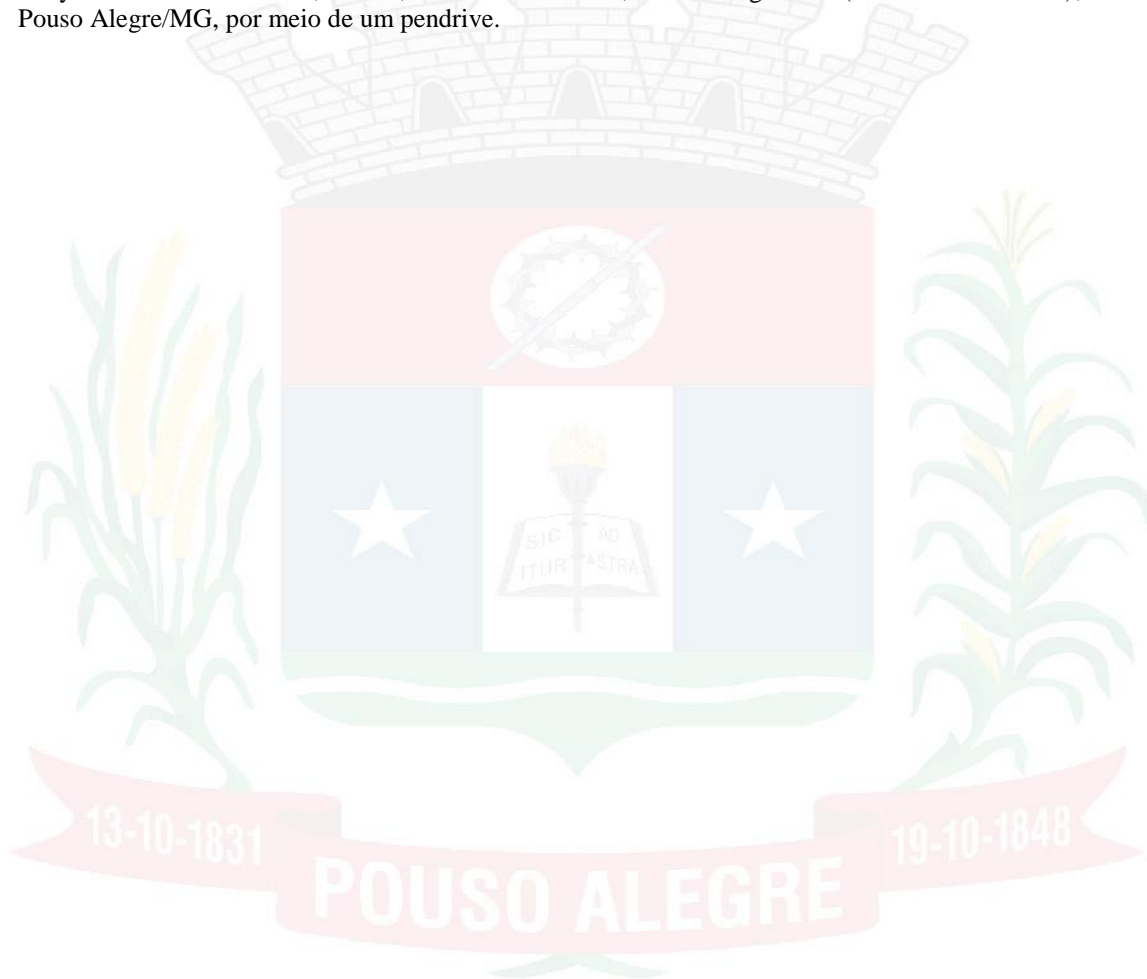 Pouso Alegre/MG, por meio de um pendrive.
SIC AD
ITUR ASTRA
13-10-1831
19-10-1848
POUSO ALEGRE